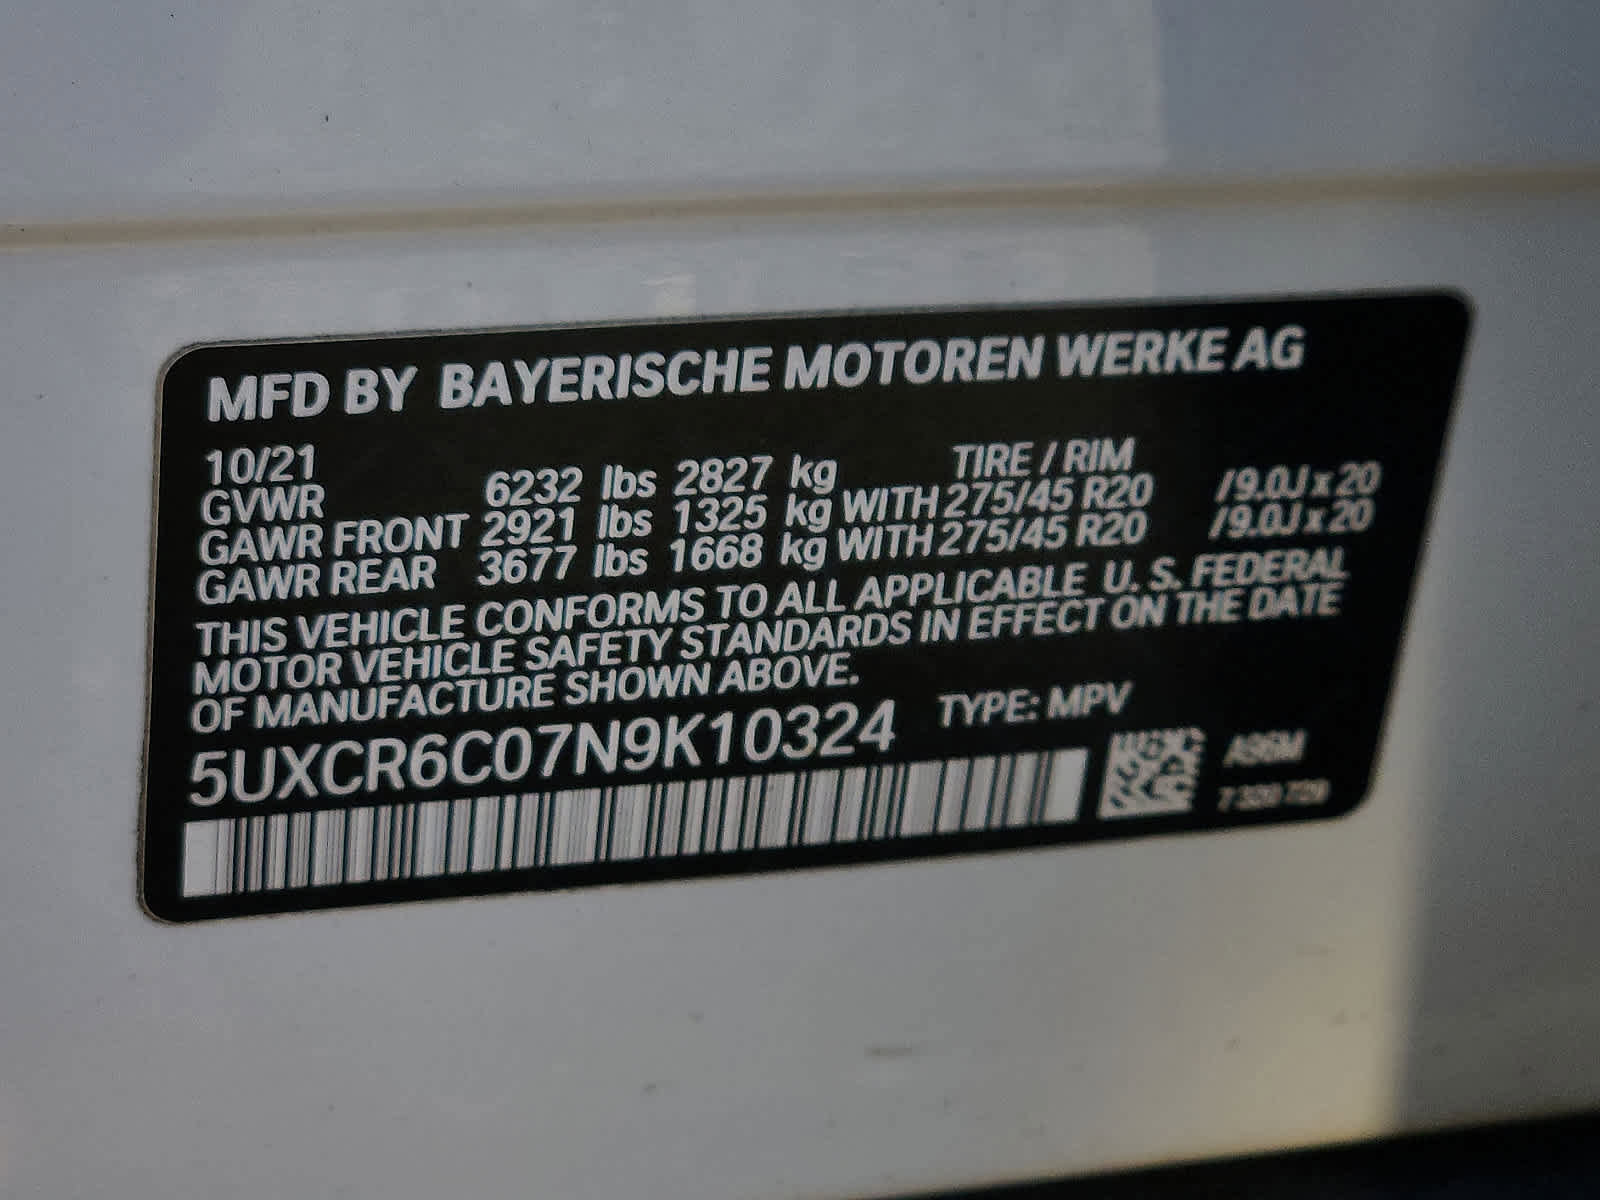 MFD BY BAYERISCHE MOTOREN WERKE AG
10/21 TIRE / RIM
GVWR 6232 lbs 2827 kg
GAWR FRONT 2921 lbs 1325 kg WITH 275/45 R20 /9.0J x 20
GAWR REAR 3677 lbs 1668 kg WITH 275/45 R20 /9.0J x 20
THIS VEHICLE CONFORMS TO ALL APPLICABLE U. S. FEDERAL
MOTOR VEHICLE SAFETY STANDARDS IN EFFECT ON THE DATE
OF MANUFACTURE SHOWN ABOVE.
5UXCR6C07N9K10324 TYPE: MPV